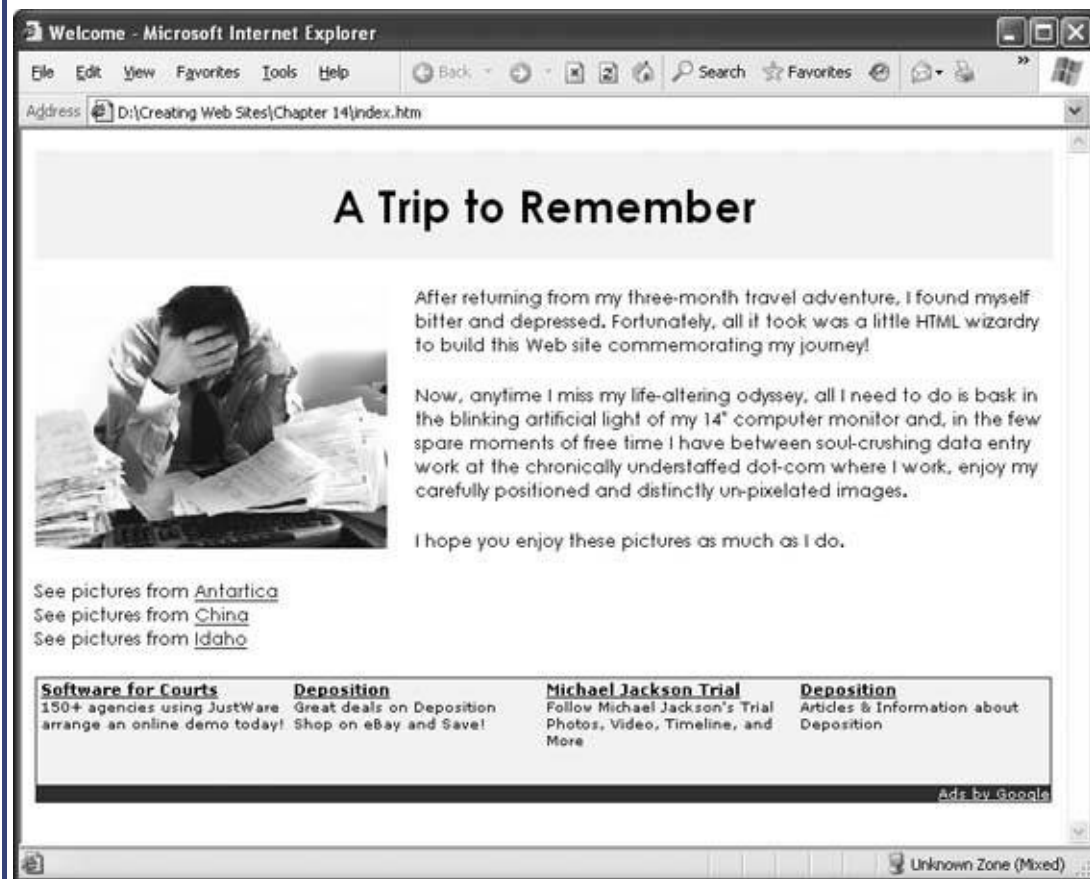 Welcome - Microsoft Internet Explorer
File Edit View Favorites Tools Help Back Search Favorites »
Address D:\Creating Web Sites\Chapter 14\index.htm
A Trip to Remember
After returning from my three-month travel adventure, I found myself
bitter and depressed. Fortunately, all it took was a little HTML wizardry
to build this Web site commemorating my journey!
Now, anytime I miss my life-altering odyssey, all I need to do is bask in
the blinking artificial light of my 14" computer monitor and, in the few
spare moments of free time I have between soul-crushing data entry
work at the chronically understaffed dot-com where I work, enjoy my
carefully positioned and distinctly un-pixelated images.
I hope you enjoy these pictures as much as I do.
See pictures from Antartica
See pictures from China
See pictures from Idaho
Software for Courts
150+ agencies using JustWare
arrange an online demo today!
Deposition
Great deals on Deposition
Shop on eBay and Save!
Michael Jackson Trial
Follow Michael Jackson's Trial
Photos, Video, Timeline, and
More
Deposition
Articles & Information about
Deposition
Ads by Google
Unknown Zone (Mixed)